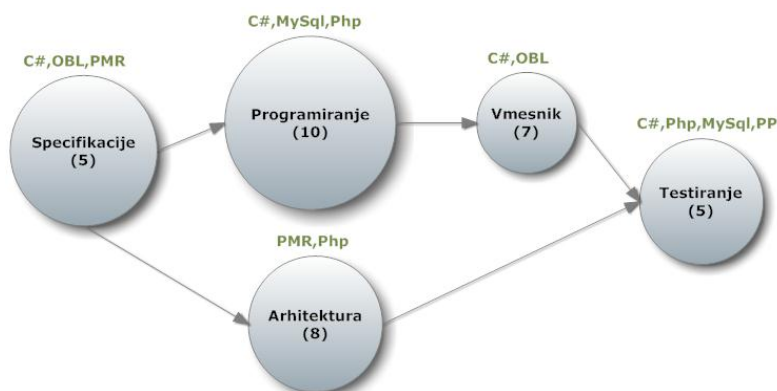 C#,OBL,PMR
Specifikacije
(5)
C#,MySql,Php
Programiranje
(10)
C#,OBL
Vmesnik
(7)
C#,Php,MySql,PP
Testiranje
(5)
PMR,Php
Arhitektura
(8)